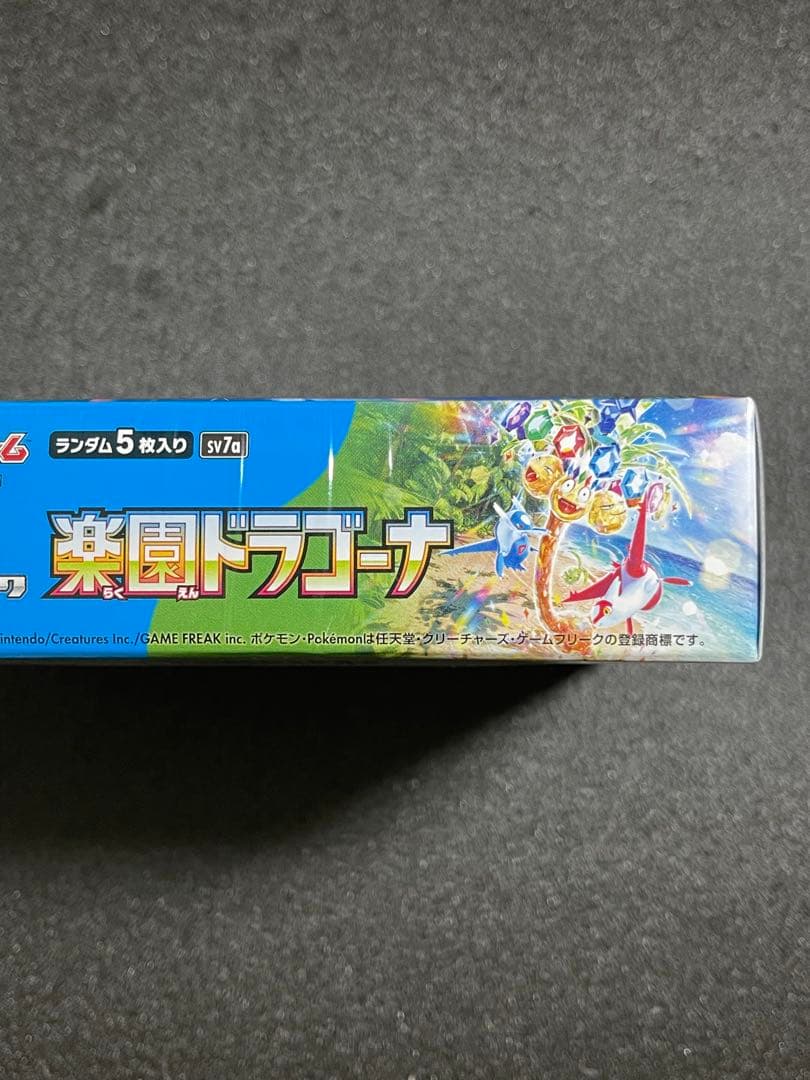 ム
ランダム5枚入り sv7a
ク
楽園ドラゴーナ
らく えん
intendo/Creatures Inc./GAME FREAK inc. ポケモン・Pokémonは任天堂・クリーチャーズ・ゲームフリークの登録商標です。